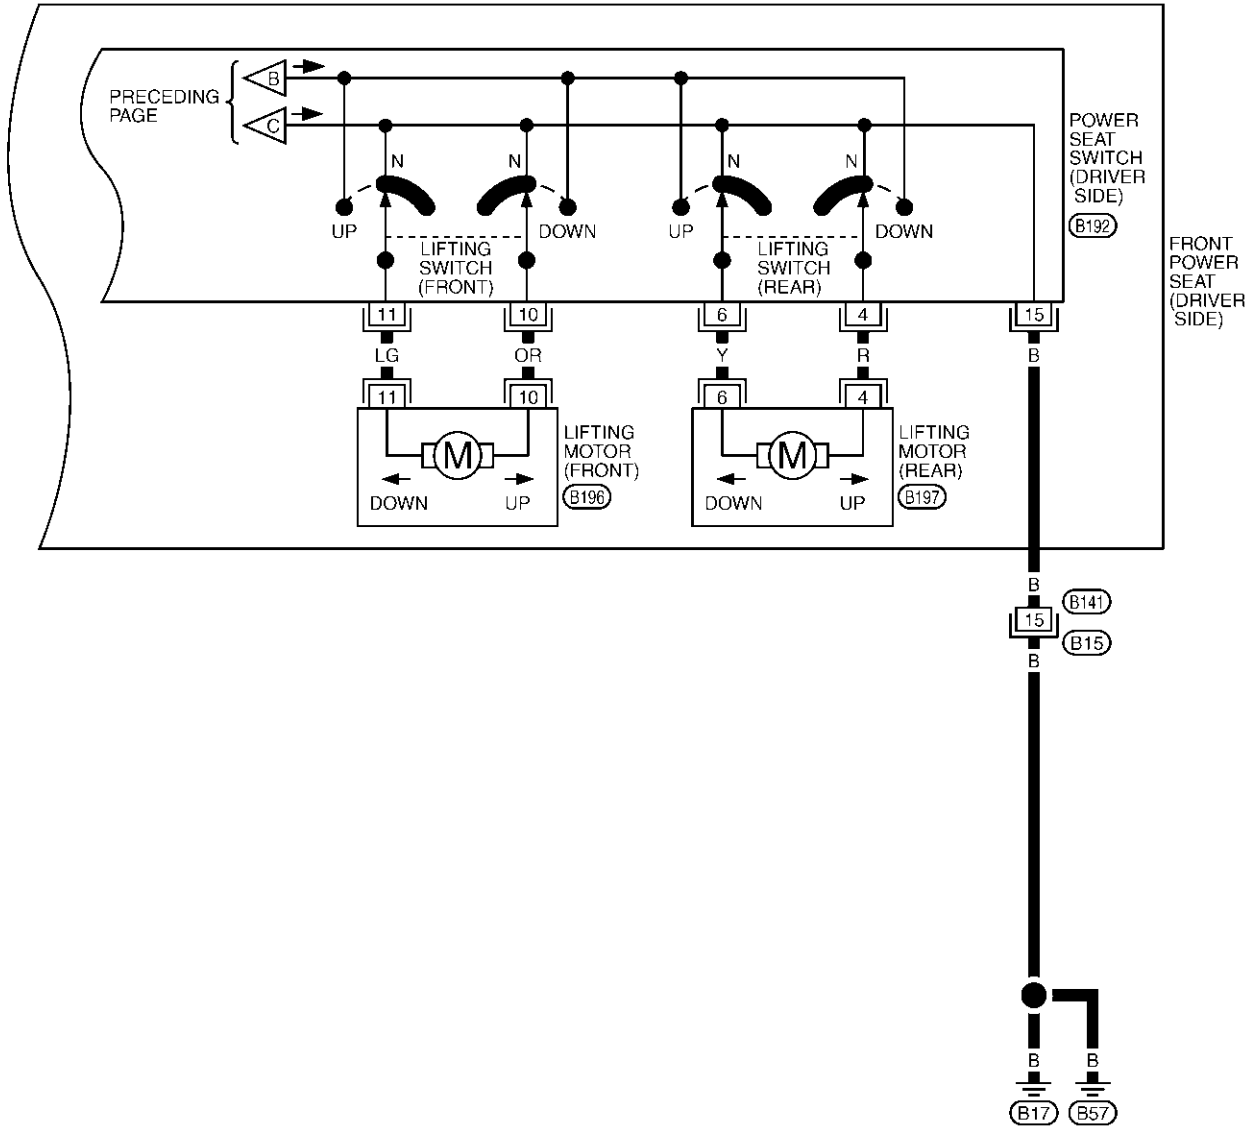 PRECEDING
PAGE
B
C
N
N
N
N
UP
DOWN
UP
DOWN
LIFTING
SWITCH
(FRONT)
LIFTING
SWITCH
(REAR)
POWER
SEAT
SWITCH
(DRIVER
SIDE)
B192
FRONT
POWER
SEAT
(DRIVER
SIDE)
11
10
6
4
15
LG
OR
Y
R
B
11
10
6
4
M
M
DOWN
UP
DOWN
UP
LIFTING
MOTOR
(FRONT)
B196
LIFTING
MOTOR
(REAR)
B197
B
B141
15
B15
B
B
B
B17
B57